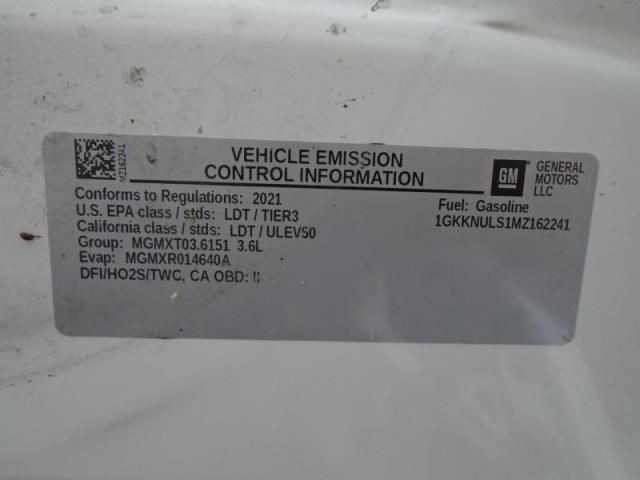 MZ162241
VEHICLE EMISSION
CONTROL INFORMATION
GM
GENERAL
MOTORS
LLC
Conforms to Regulations: 2021
U.S. EPA class / stds: LDT / TIER3
California class / stds: LDT / ULEV50
Group: MGMXT03.6151 3.6L
Evap: MGMXR014640A
DFI/HO2S/TWC, CA OBD: II
Fuel: Gasoline
1GKKNULS1MZ162241